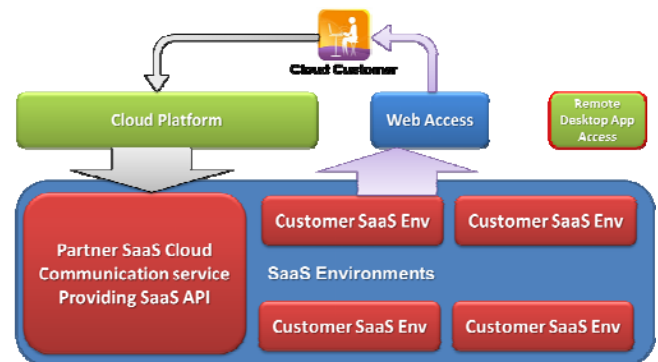 Cloud Customer
Cloud Platform
Web Access
Remote
Desktop App
Access
Partner SaaS Cloud
Communication service
Providing SaaS API
Customer SaaS Env
Customer SaaS Env
SaaS Environments
Customer SaaS Env
Customer SaaS Env